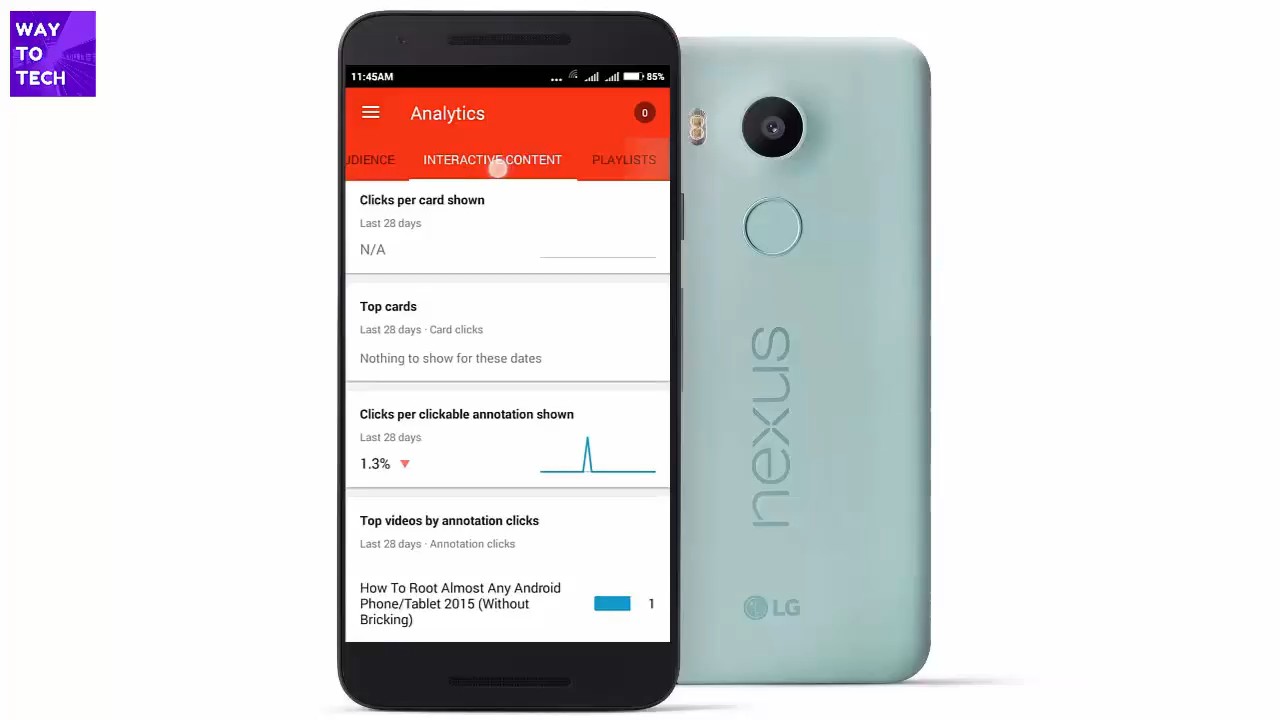 WAY
TO
TECH
11:45AM
85%
Analytics
0
UDIENCE
INTERACTIVE CONTENT
PLAYLISTS
Clicks per card shown
Last 28 days
N/A
Top cards
Last 28 days · Card clicks
Nothing to show for these dates
Clicks per clickable annotation shown
Last 28 days
1.3%
Top videos by annotation clicks
Last 28 days · Annotation clicks
How To Root Almost Any Android
Phone/Tablet 2015 (Without
Bricking)
1
nexus
LG